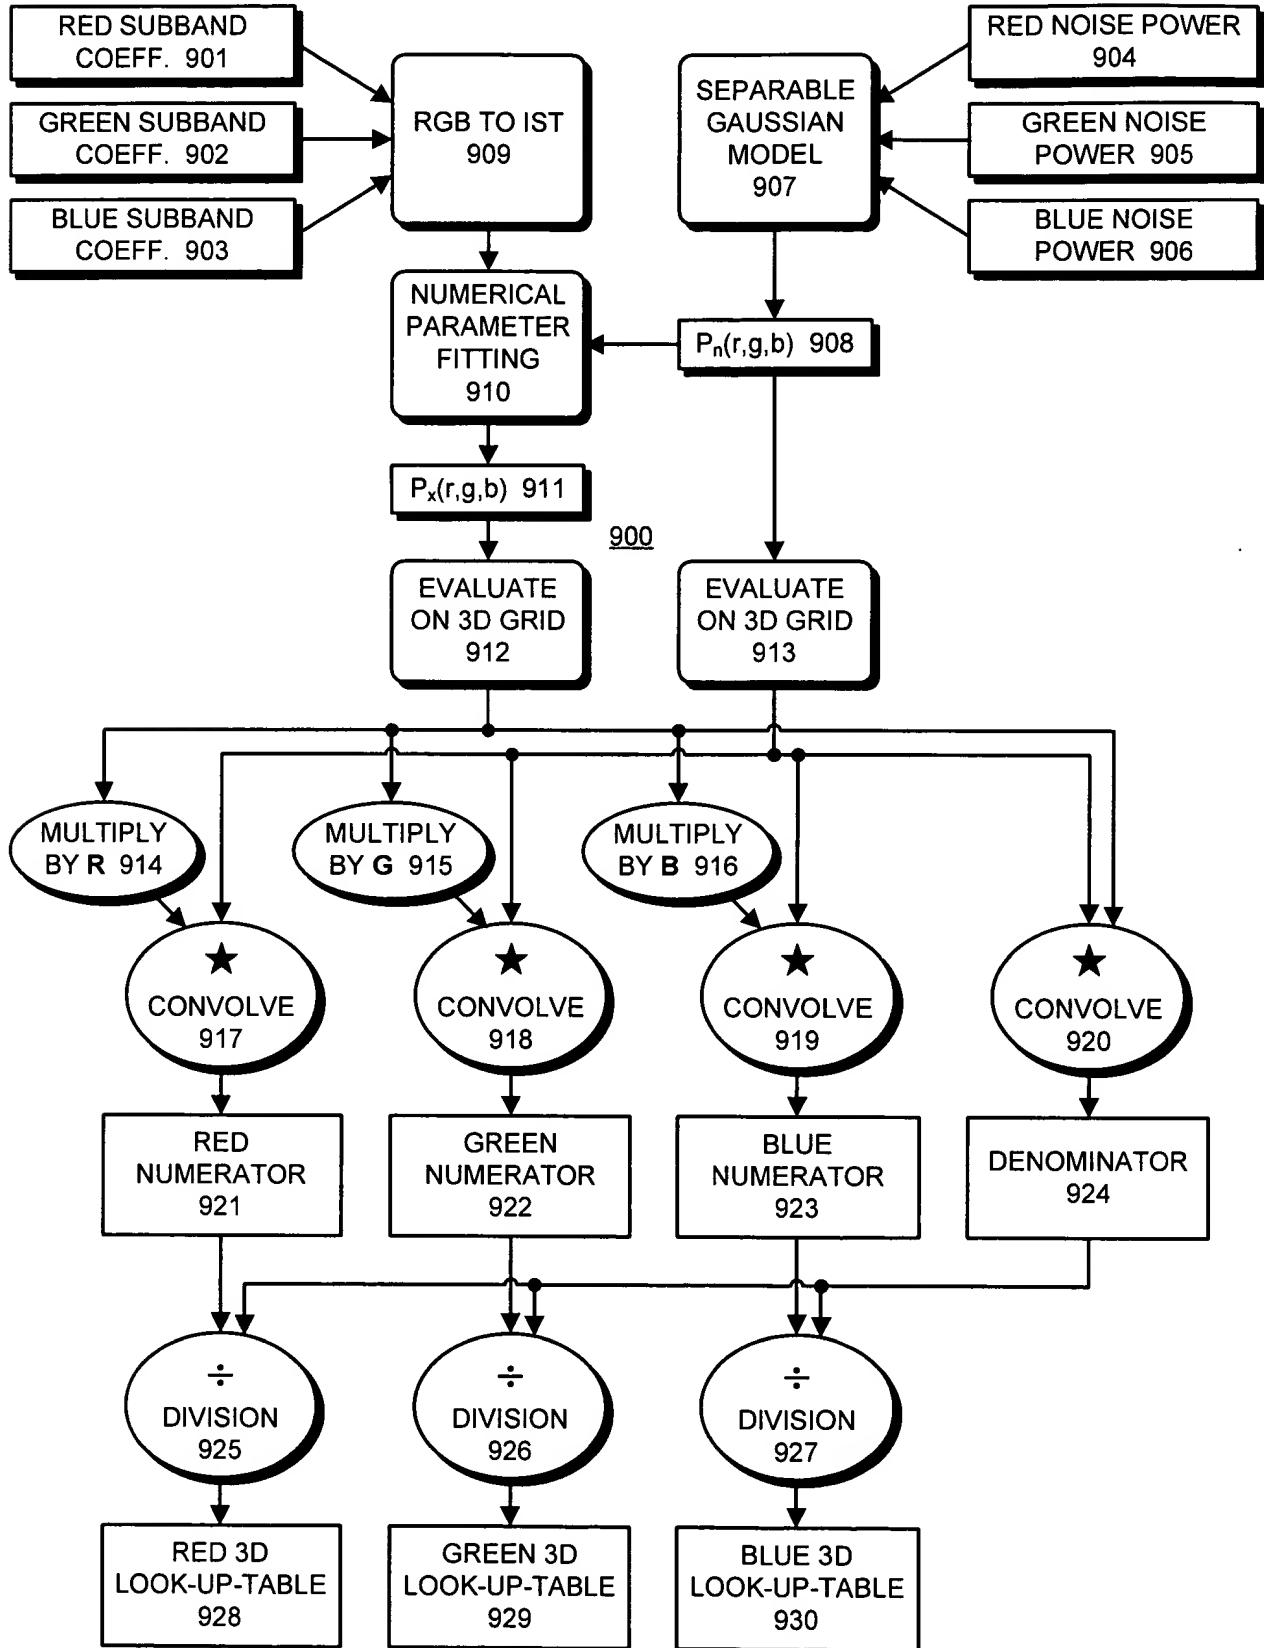 RED SUBBAND
COEFF. 901
GREEN SUBBAND
COEFF. 902
BLUE SUBBAND
COEFF. 903
RGB TO IST
909
SEPARABLE
GAUSSIAN
MODEL
907
RED NOISE POWER
904
GREEN NOISE
POWER 905
BLUE NOISE
POWER 906
NUMERICAL
PARAMETER
FITTING
910
Pn(r,g,b) 908
Px(r,g,b) 911
900
EVALUATE
ON 3D GRID
912
EVALUATE
ON 3D GRID
913
MULTIPLY
BY R 914
MULTIPLY
BY G 915
MULTIPLY
BY B 916
★
CONVOLVE
917
★
CONVOLVE
918
★
CONVOLVE
919
★
CONVOLVE
920
RED
NUMERATOR
921
GREEN
NUMERATOR
922
BLUE
NUMERATOR
923
DENOMINATOR
924
÷
DIVISION
925
÷
DIVISION
926
÷
DIVISION
927
RED 3D
LOOK-UP-TABLE
928
GREEN 3D
LOOK-UP-TABLE
929
BLUE 3D
LOOK-UP-TABLE
930